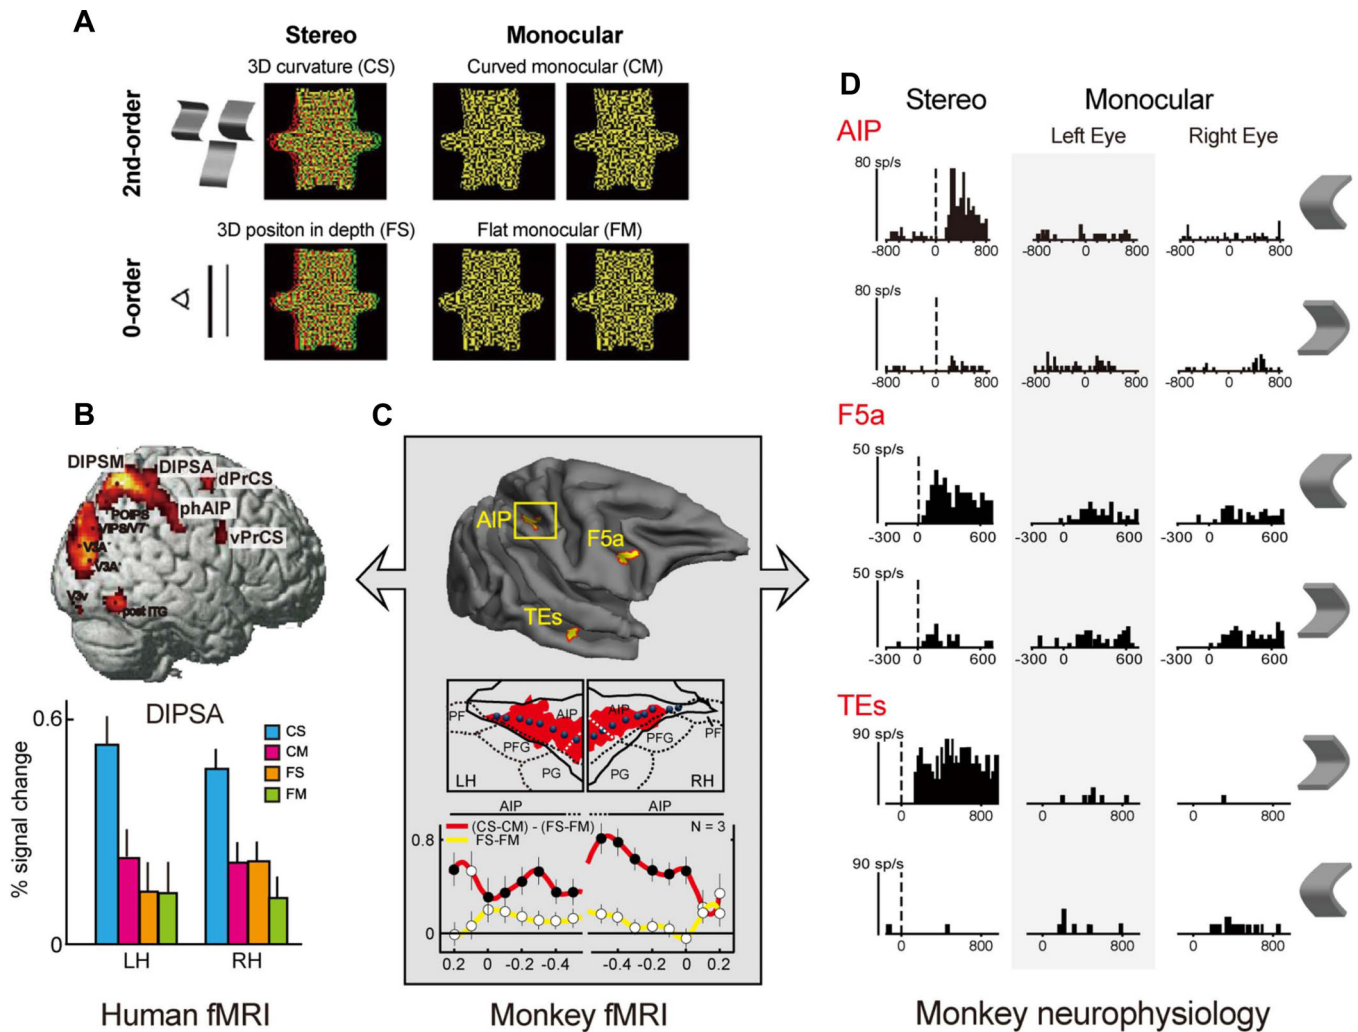 A
Stereo
Monocular
2nd-order
3D curvature (CS)
Curved monocular (CM)
0-order
3D positon in depth (FS)
Flat monocular (FM)
B
DIPSM
DIPSA
dPrCS
POIPS
phAIP
VIPS/V7*
vPrCS
V3A*
V3A*
V3v
post ITG
DIPSA
0.6
0
% signal change
CS
CM
FS
FM
LH
RH
Human fMRI
C
AIP
F5a
TEs
PF
AIP
PFG
PG
LH
AIP
PFG
PF
PG
RH
AIP
AIP
(CS-CM) - (FS-FM)
N = 3
FS-FM
0.8
0
0.2 0 -0.2 -0.4
-0.4 -0.2 0 0.2
Monkey fMRI
D
Stereo
Monocular
AIP
Left Eye
Right Eye
80 sp/s
-800 0 800
-800 0 800
-800 0 800
80 sp/s
-800 0 800
-800 0 800
-800 0 800
F5a
50 sp/s
-300 0 600
-300 0 600
-300 0 600
50 sp/s
-300 0 600
-300 0 600
-300 0 600
TEs
90 sp/s
0 800
0 800
0 800
90 sp/s
0 800
0 800
0 800
Monkey neurophysiology